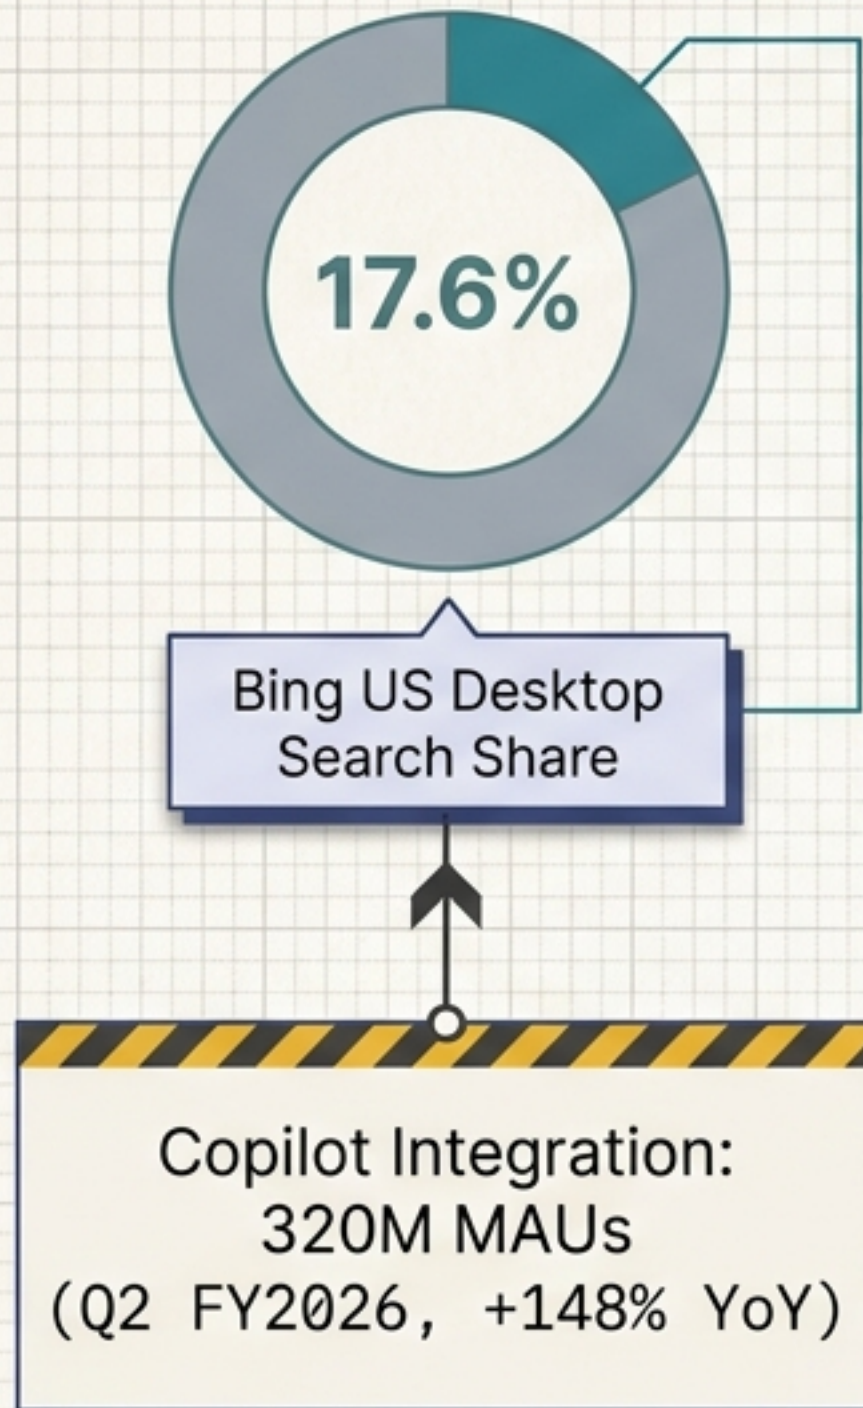 17.6%
Bing US Desktop
Search Share
Copilot Integration:
320M MAUs
(Q2 FY2026, +148% YoY)